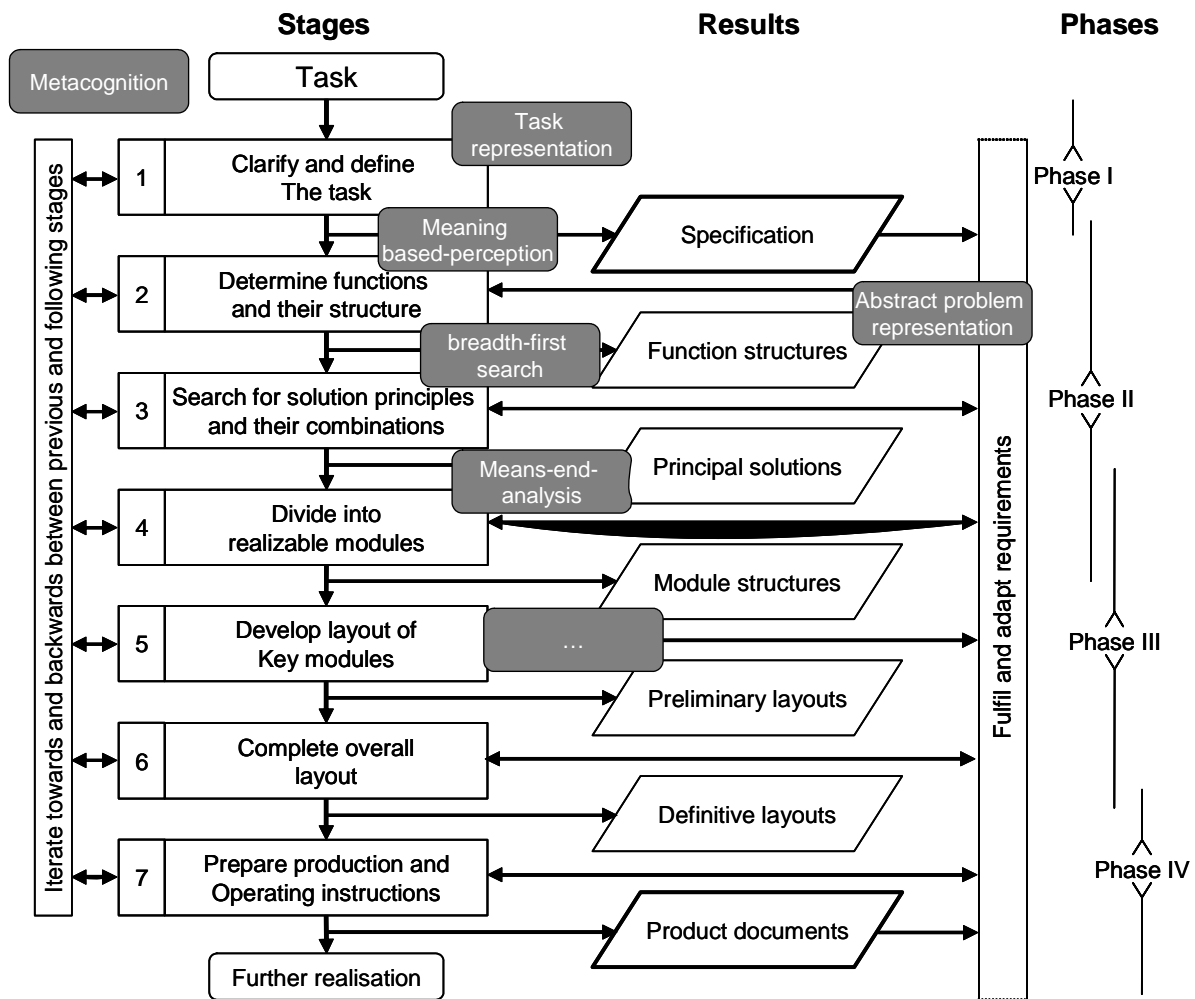 Stages
Results
Phases
Metacognition
Task
Task
representation
1
Clarify and define
The task
Phase I
Meaning
based-perception
Specification
2
Determine functions
and their structure
Abstract problem
representation
breadth-first
search
Function structures
3
Search for solution principles
and their combinations
Phase II
Means-end-
analysis
Principal solutions
4
Divide into
realizable modules
Module structures
5
Develop layout of
Key modules
…
Phase III
Preliminary layouts
6
Complete overall
layout
Definitive layouts
7
Prepare production and
Operating instructions
Phase IV
Product documents
Further realisation
Iterate towards and backwards between previous and following stages
Fulfil and adapt requirements